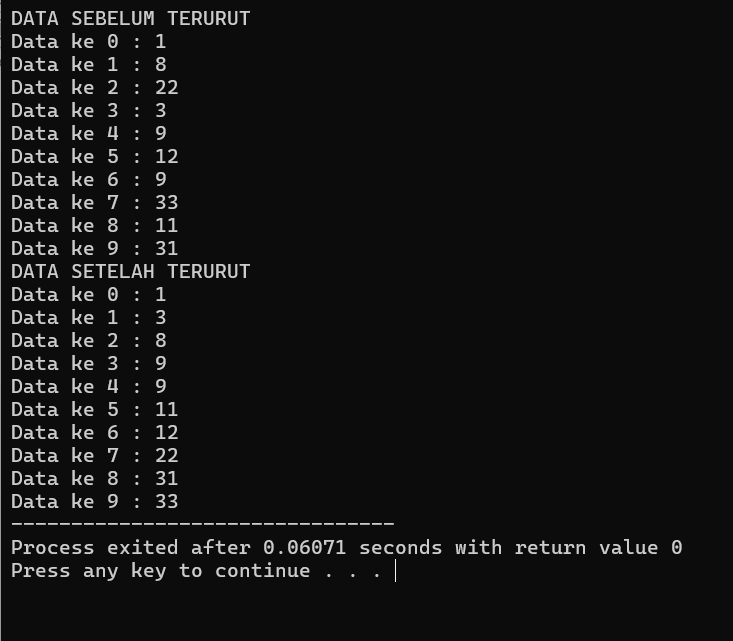 DATA SEBELUM TERURUT
Data ke 0 : 1
Data ke 1 : 8
Data ke 2 : 22
Data ke 3 : 3
Data ke 4 : 9
Data ke 5 : 12
Data ke 6 : 9
Data ke 7 : 33
Data ke 8 : 11
Data ke 9 : 31
DATA SETELAH TERURUT
Data ke 0 : 1
Data ke 1 : 3
Data ke 2 : 8
Data ke 3 : 9
Data ke 4 : 9
Data ke 5 : 11
Data ke 6 : 12
Data ke 7 : 22
Data ke 8 : 31
Data ke 9 : 33
--------------------------------
Process exited after 0.06071 seconds with return value 0
Press any key to continue . . .